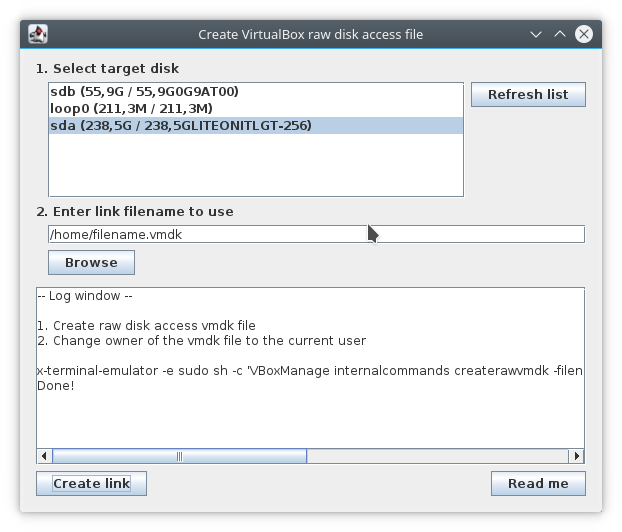 Create VirtualBox raw disk access file
1. Select target disk
sdb (55,9G / 55,9G0G9AT00)
loop0 (211,3M / 211,3M)
sda (238,5G / 238,5GLITEONITLGT-256)
Refresh list
2. Enter link filename to use
/home/filename.vmdk
Browse
-- Log window --
1. Create raw disk access vmdk file
2. Change owner of the vmdk file to the current user
x-terminal-emulator -e sudo sh -c 'VBoxManage internalcommands createrawvmdk -filen
Done!
Create link
Read me